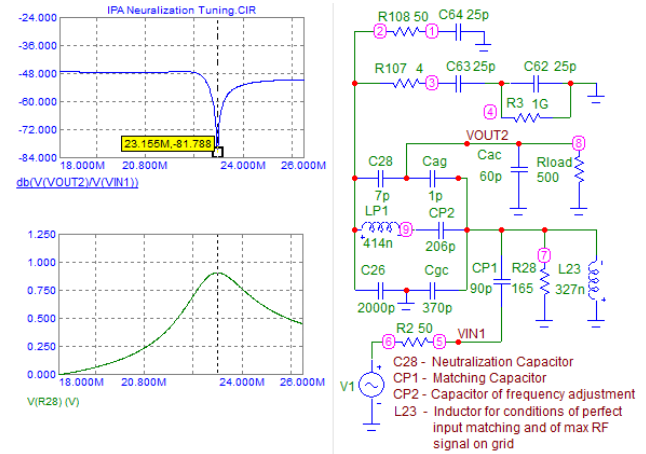 IPA Neuralization Tuning.CIR
-24.000
-36.000
-48.000
-60.000
-72.000
-84.000
23.155M,-81.788
18.000M 20.800M 24.000M 26.000M
db(V(VOUT2)/V(VIN1))
1.250
1.000
0.750
0.500
0.250
0.000
18.000M 20.800M 24.000M 26.000M
V(R28) (V)
R108 50 C64 25p
2 1
R107 4 C63 25p C62 25p
3
4 R3 1G
VOUT2
8
C28 Cag Cac Rload
7p 1p 60p 500
LP1 CP2
9
414n 206p
7
C26 Cgc CP1 R28 L23
2000p 370p 90p 165 327n
R2 50 VIN1
6 5
V1
C28 - Neutralization Capacitor
CP1 - Matching Capacitor
CP2 - Capacitor of frequency adjustment
L23 - Inductor for conditions of perfect
input matching and of max RF
signal on grid